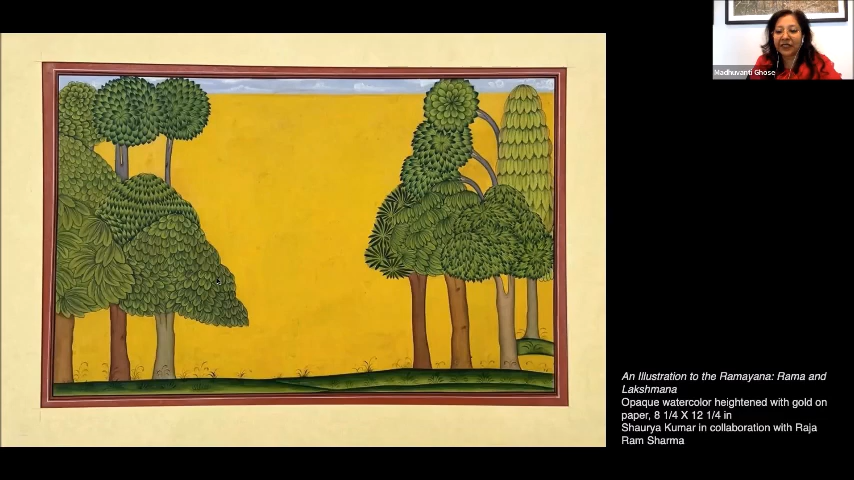 Madhuvanti Ghose
An Illustration to the Ramayana: Rama and
Lakshmana
Opaque watercolor heightened with gold on
paper, 8 1/4 X 12 1/4 in
Shaurya Kumar in collaboration with Raja
Ram Sharma